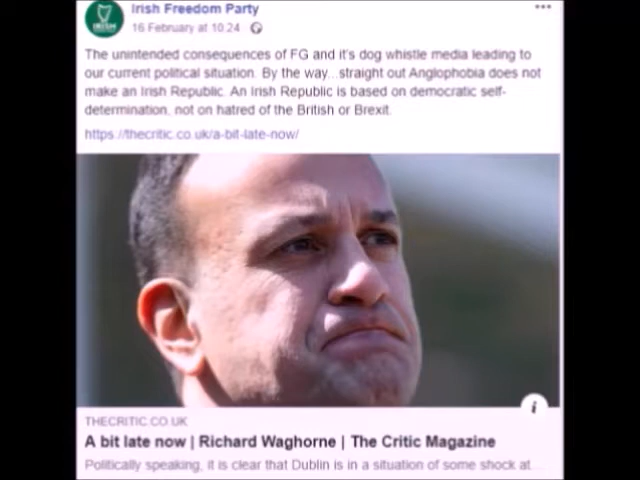 Irish Freedom Party
16 February at 10:24
IRISH
The unintended consequences of FG and it's dog whistle media leading to
our current political situation. By the way...straight out Anglophobia does not
make an Irish Republic. An Irish Republic is based on democratic self-
determination, not on hatred of the British or Brexit.
https://thecritic.co.uk/a-bit-late-now/
i
THECRITIC.CO.UK
A bit late now | Richard Waghorne | The Critic Magazine
Politically speaking, it is clear that Dublin is in a situation of some shock at...